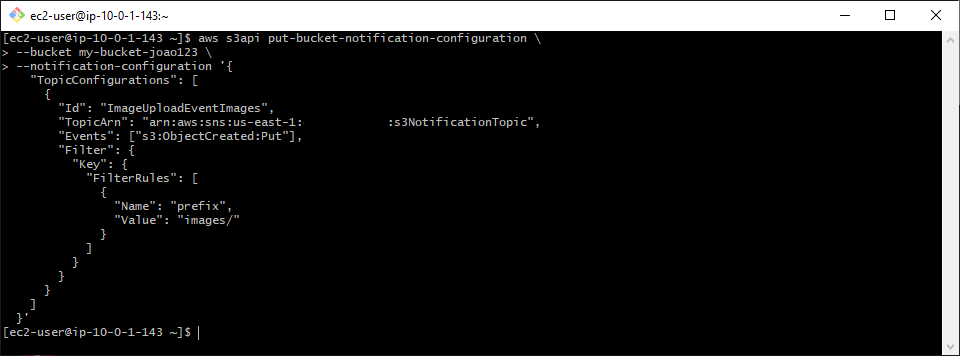 ec2-user@ip-10-0-1-143:~
[ec2-user@ip-10-0-1-143 ~]$ aws s3api put-bucket-notification-configuration \
> --bucket my-bucket-joao123 \
> --notification-configuration '{
    "TopicConfigurations": [
      {
        "Id": "ImageUploadEventImages",
        "TopicArn": "arn:aws:sns:us-east-1:            :s3NotificationTopic",
        "Events": ["s3:ObjectCreated:Put"],
        "Filter": {
          "Key": {
            "FilterRules": [
              {
                "Name": "prefix",
                "Value": "images/"
              }
            ]
          }
        }
      }
    ]
  }'
[ec2-user@ip-10-0-1-143 ~]$